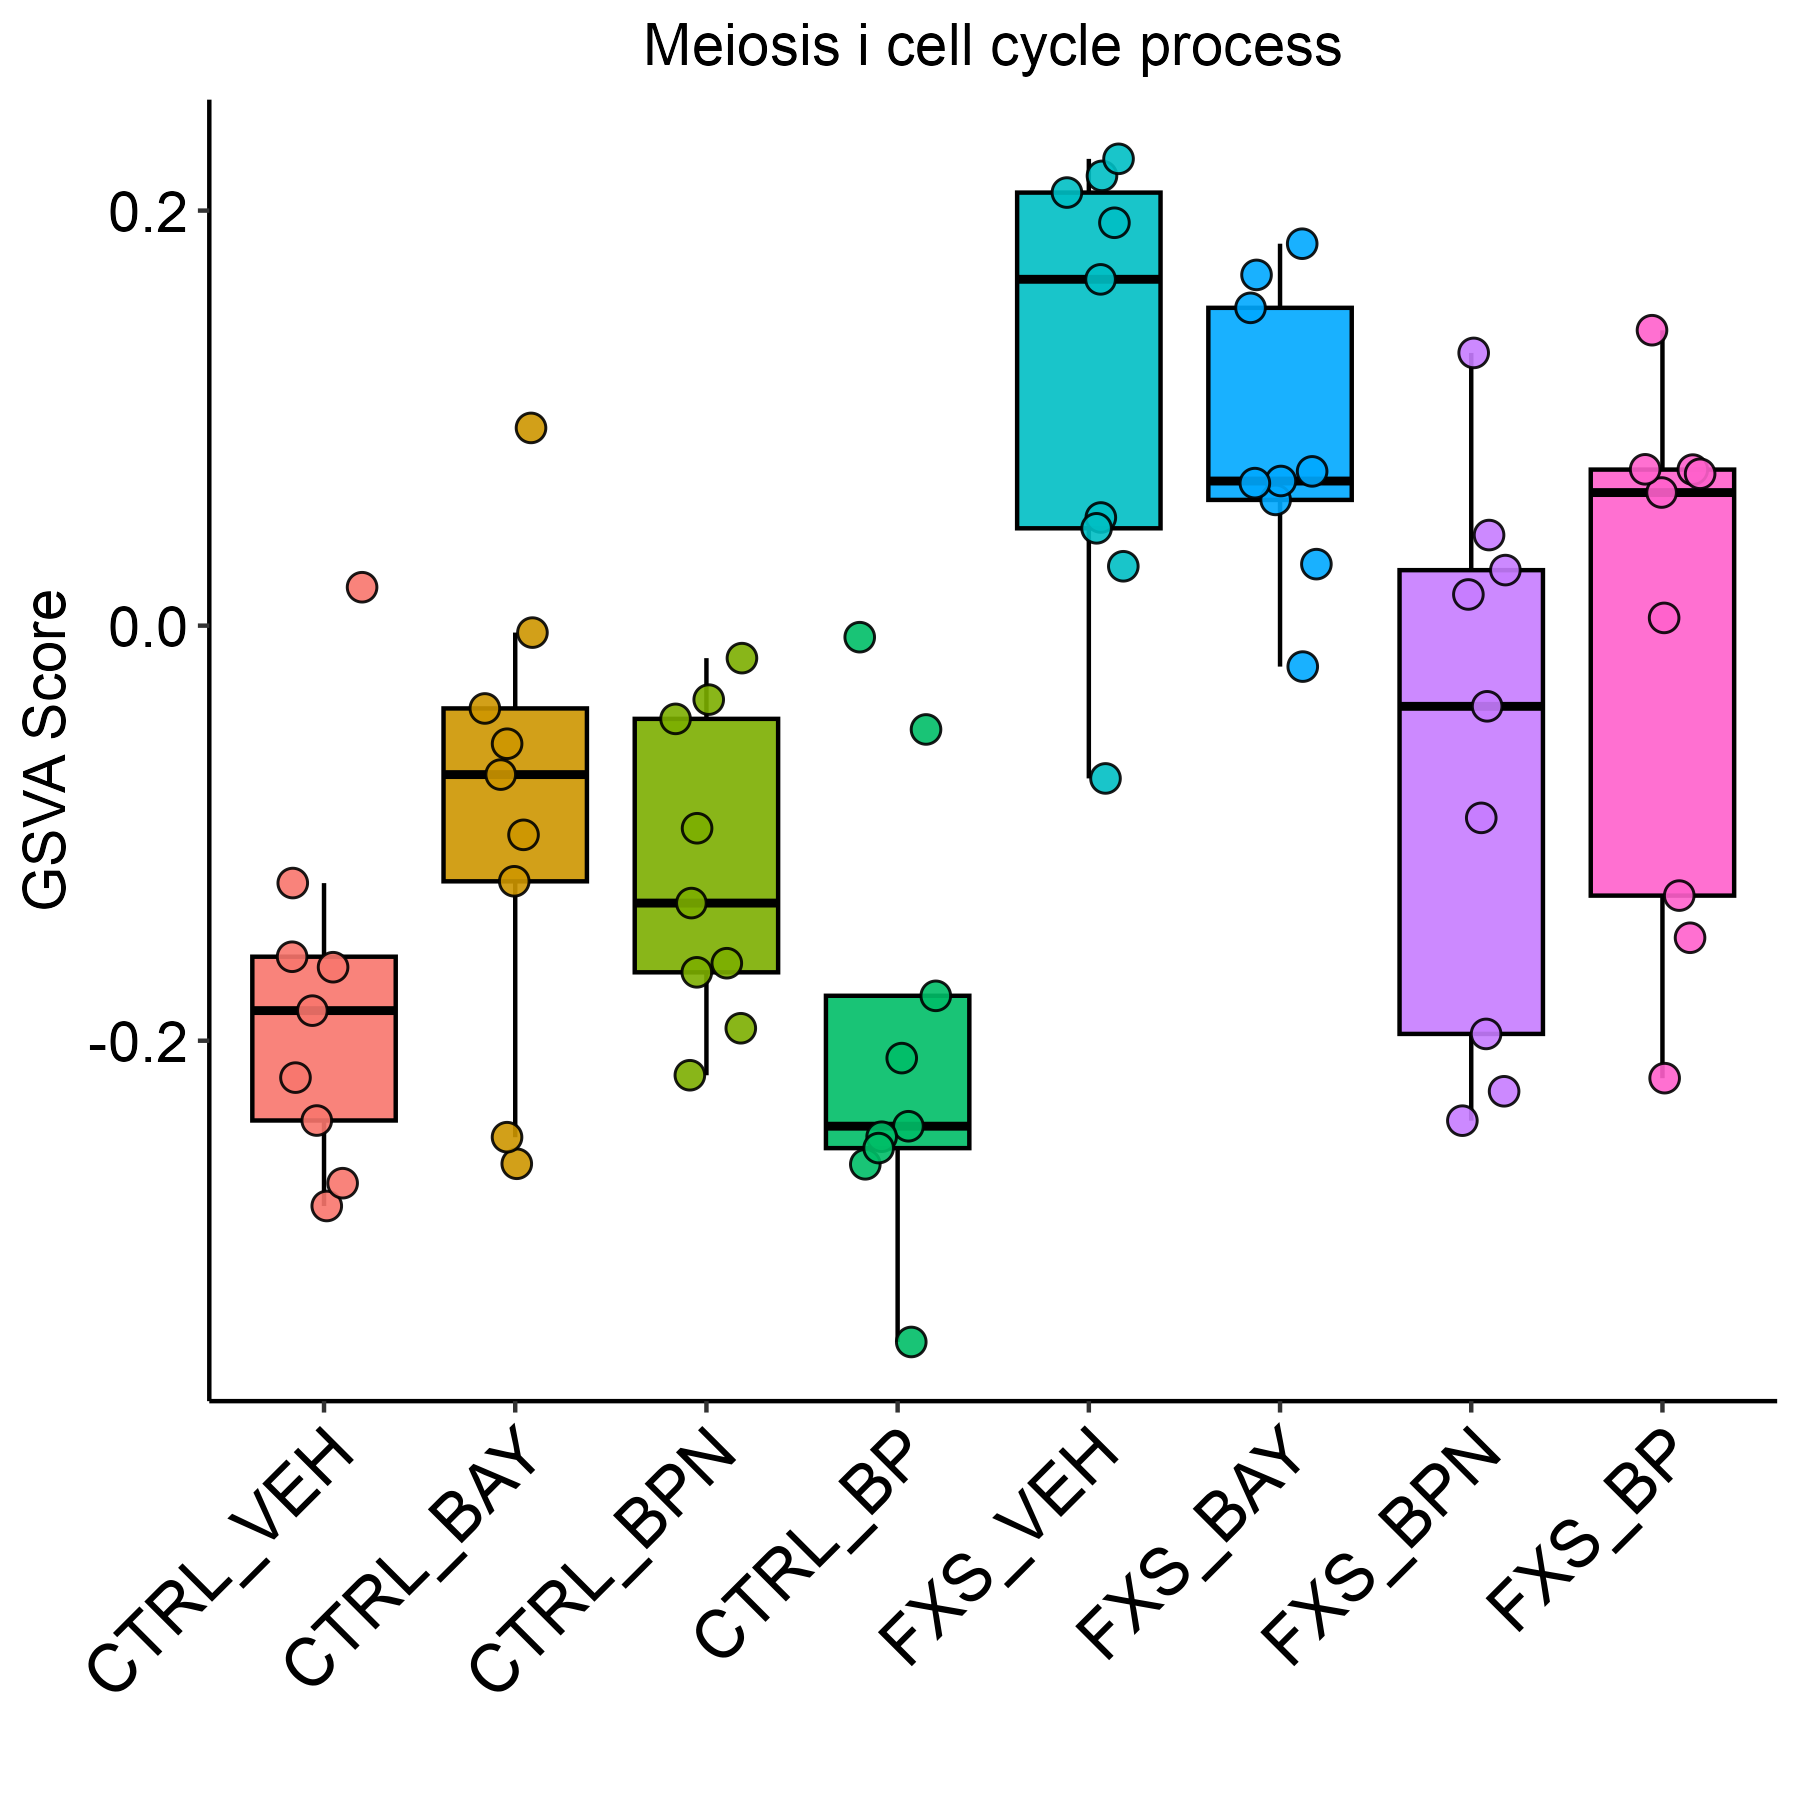 Meiosis i cell cycle process
GSVA Score
0.2
0.0
-0.2
CTRL_VEH
CTRL_BAY
CTRL_BPN
CTRL_BP
FXS_VEH
FXS_BAY
FXS_BPN
FXS_BP